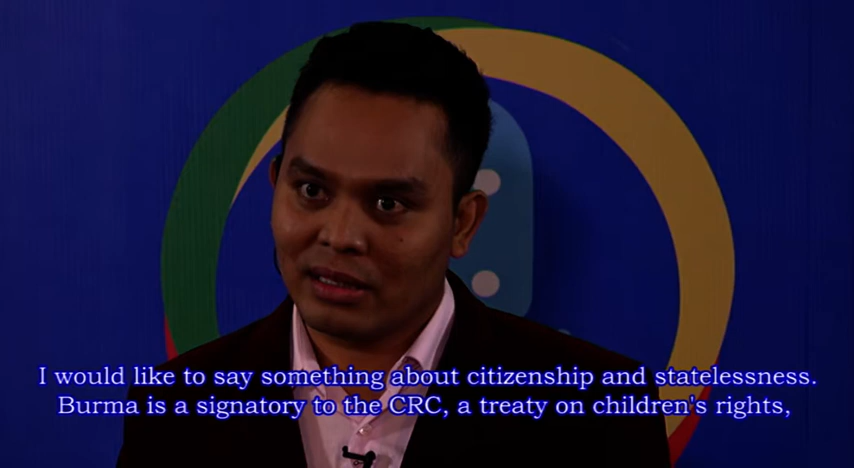 I would like to say something about citizenship and statelessness.
Burma is a signatory to the CRC, a treaty on children's rights,